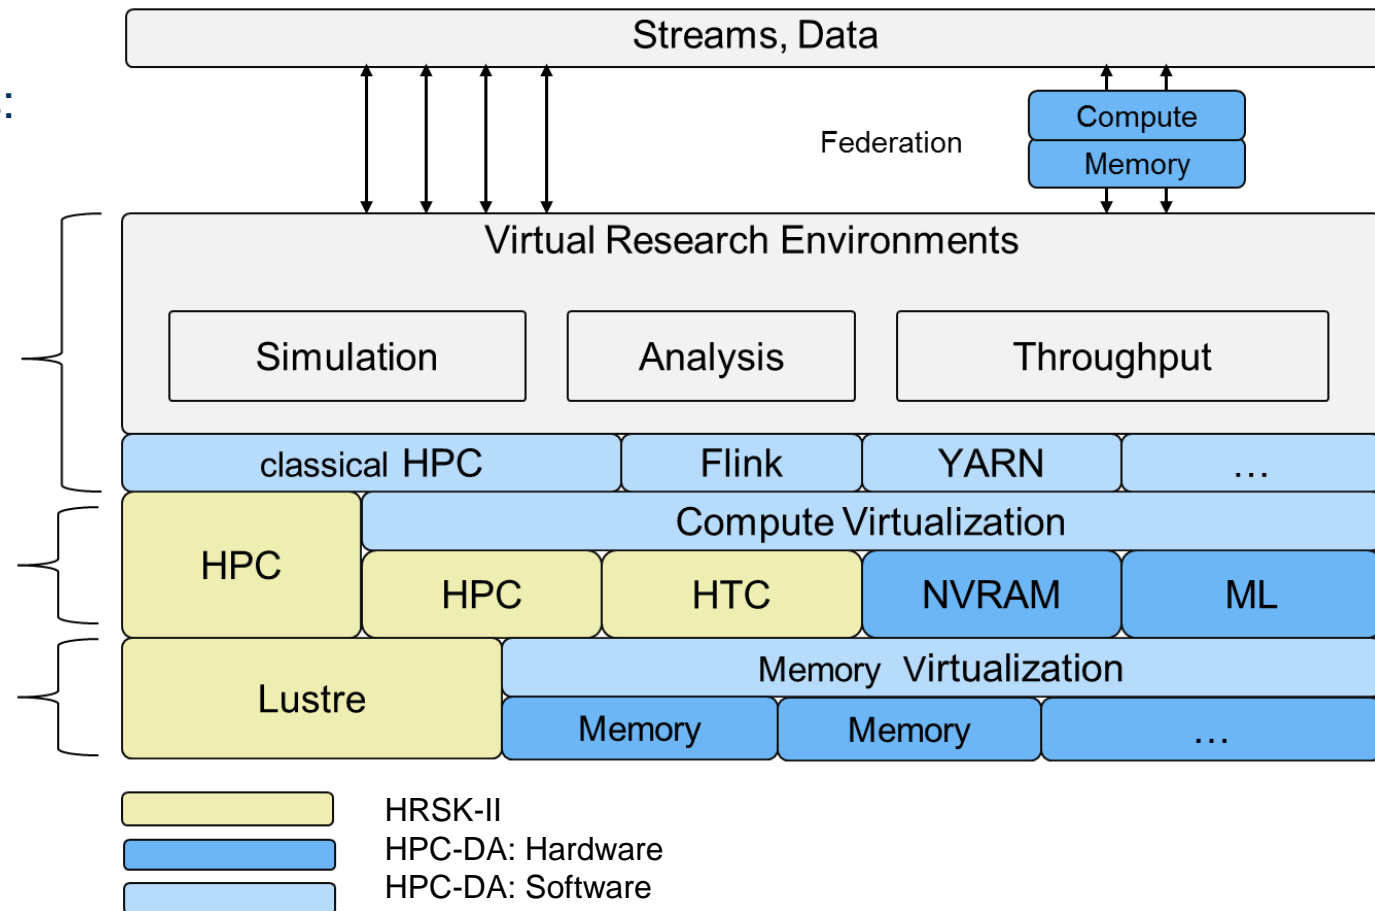 Streams, Data
:
Compute
Federation
Memory
Virtual Research Environments
Simulation
Analysis
Throughput
classical HPC
Flink
YARN
...
HPC
Compute Virtualization
HPC
HTC
NVRAM
ML
Lustre
Memory Virtualization
Memory
Memory
...
HRSK-II
HPC-DA: Hardware
HPC-DA: Software